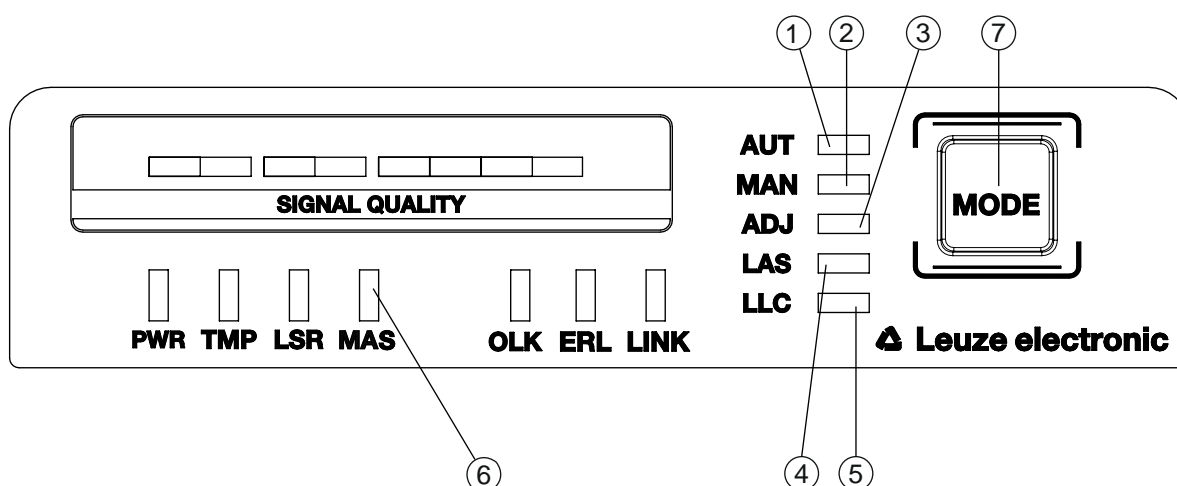 1 2 3 7
AUT
MAN
ADJ
LAS
LLC
MODE
SIGNAL QUALITY
PWR TMP LSR MAS OLK ERL LINK
Leuze electronic
6 4 5